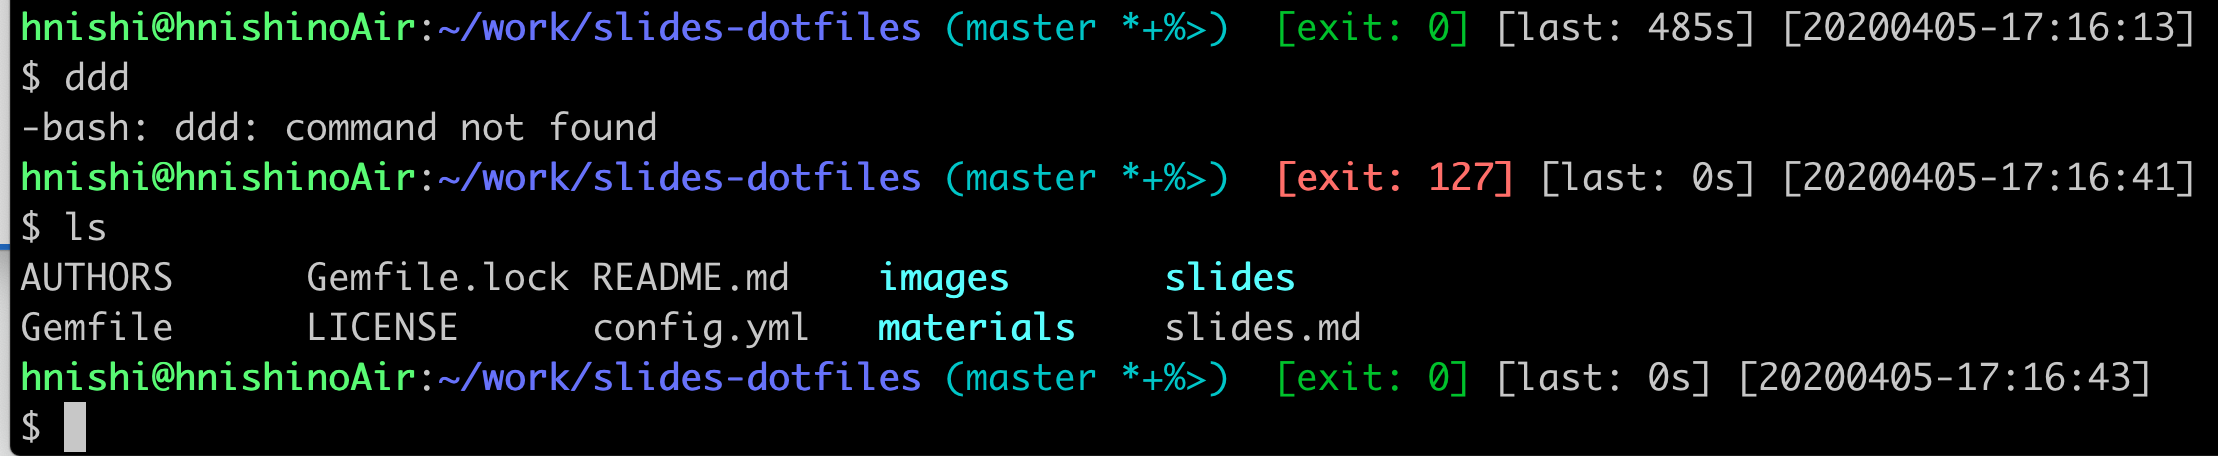 hnishi@hnishinoAir:~/work/slides-dotfiles (master *+%>)  [exit: 0] [last: 485s] [20200405-17:16:13]
$ ddd
-bash: ddd: command not found
hnishi@hnishinoAir:~/work/slides-dotfiles (master *+%>)  [exit: 127] [last: 0s] [20200405-17:16:41]
$ ls
AUTHORS      Gemfile.lock README.md    images       slides
Gemfile      LICENSE      config.yml   materials    slides.md
hnishi@hnishinoAir:~/work/slides-dotfiles (master *+%>)  [exit: 0] [last: 0s] [20200405-17:16:43]
$